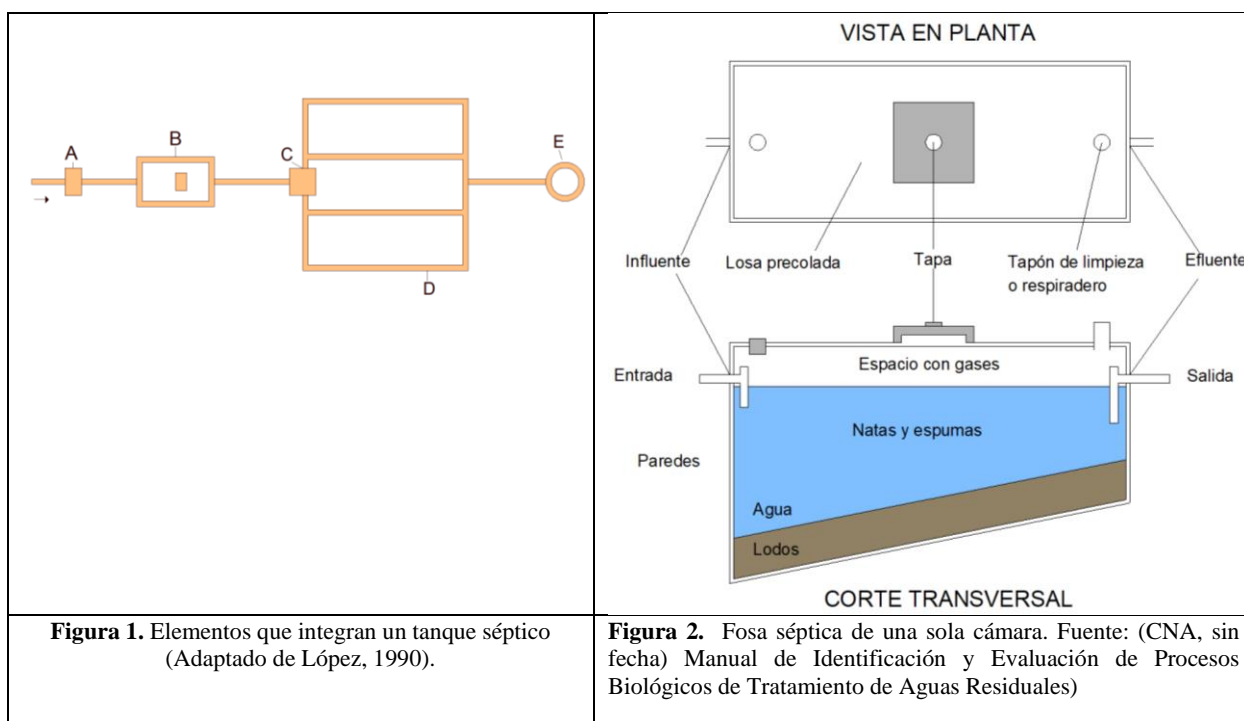 A
B
C
D
E
Figura 1. Elementos que integran un tanque séptico
(Adaptado de López, 1990).
VISTA EN PLANTA
Influente
Losa precolada
Tapa
Tapón de limpieza
o respiradero
Efluente
Entrada
Espacio con gases
Salida
Natas y espumas
Paredes
Agua
Lodos
CORTE TRANSVERSAL
Figura 2. Fosa séptica de una sola cámara. Fuente: (CNA, sin
fecha) Manual de Identificación y Evaluación de Procesos
Biológicos de Tratamiento de Aguas Residuales)